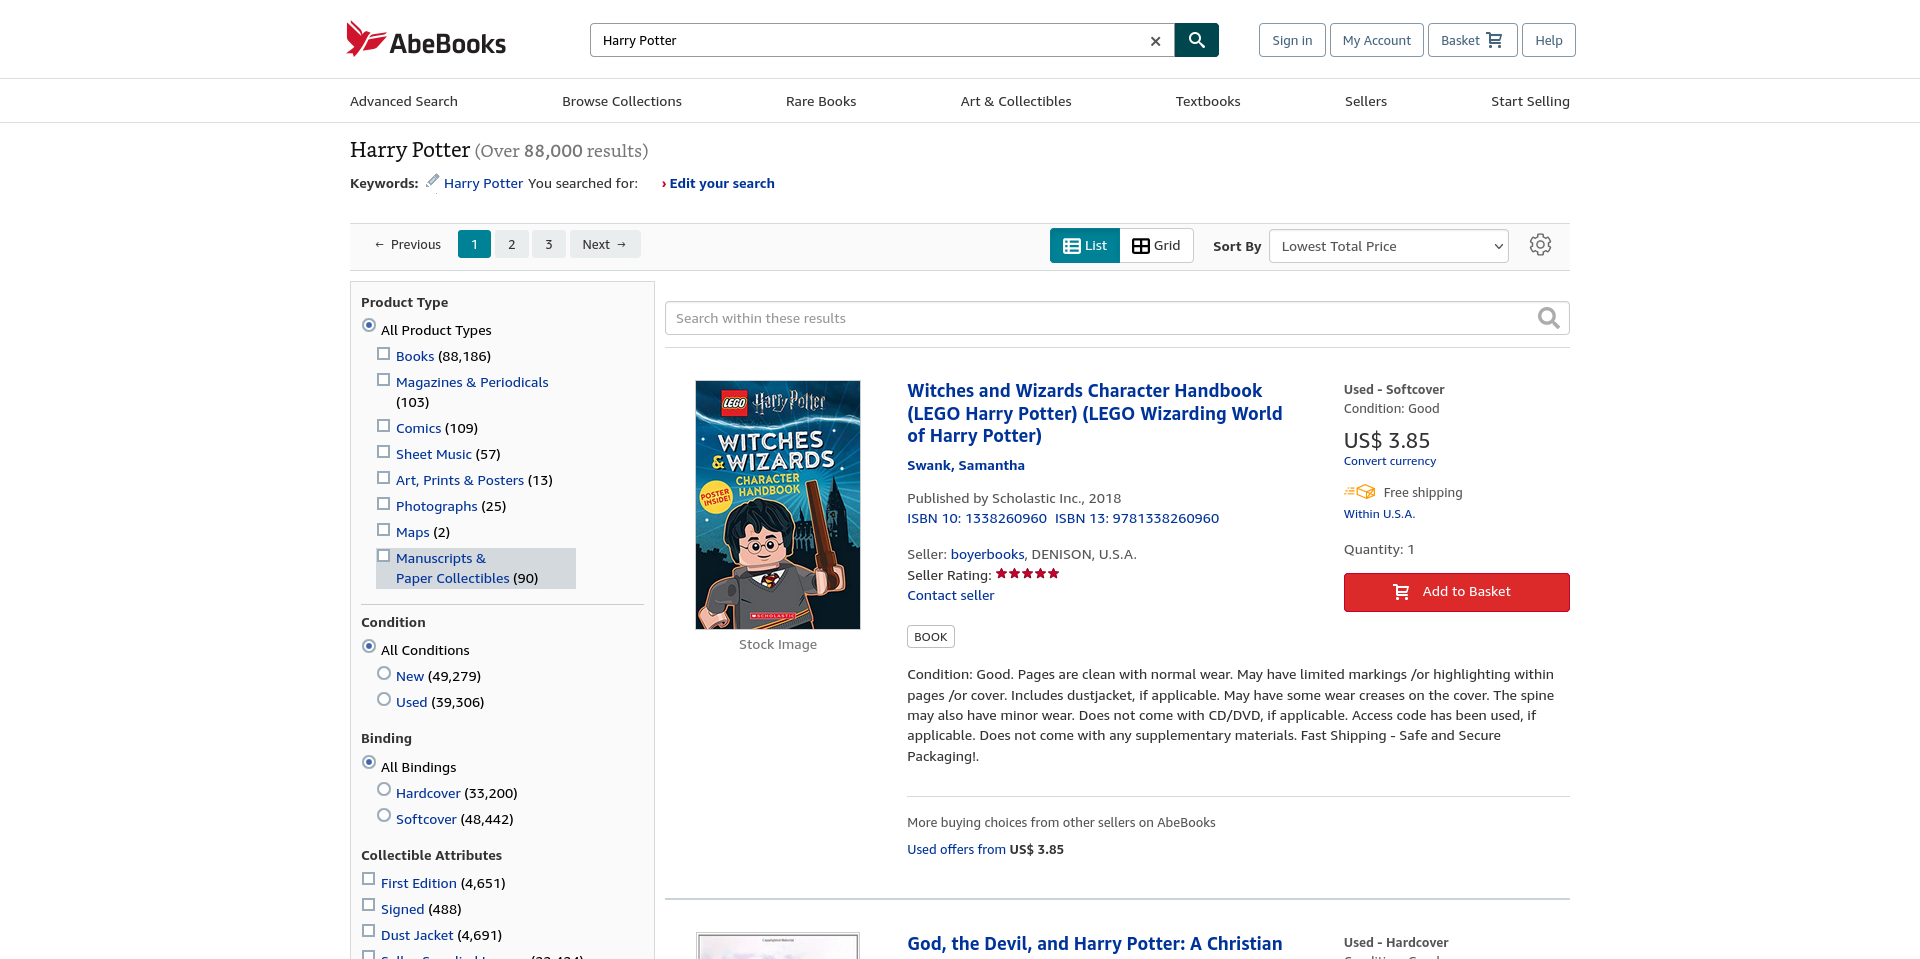 AbeBooks
Harry Potter
Sign in
My Account
Basket
Help
Advanced Search
Browse Collections
Rare Books
Art & Collectibles
Textbooks
Sellers
Start Selling
Harry Potter (Over 88,000 results)
Keywords: Harry Potter You searched for: › Edit your search
← Previous 1 2 3 Next →
List
Grid
Sort By
Lowest Total Price
Product Type
All Product Types
Books (88,186)
Magazines & Periodicals
(103)
Comics (109)
Sheet Music (57)
Art, Prints & Posters (13)
Photographs (25)
Maps (2)
Manuscripts &
Paper Collectibles (90)
Condition
All Conditions
New (49,279)
Used (39,306)
Binding
All Bindings
Hardcover (33,200)
Softcover (48,442)
Collectible Attributes
First Edition (4,651)
Signed (488)
Dust Jacket (4,691)
Search within these results
LEGO Harry Potter
WITCHES
& WIZARDS
CHARACTER
HANDBOOK
POSTER
INSIDE!
SCHOLASTIC
Stock Image
Witches and Wizards Character Handbook
(LEGO Harry Potter) (LEGO Wizarding World
of Harry Potter)
Swank, Samantha
Published by Scholastic Inc., 2018
ISBN 10: 1338260960 ISBN 13: 9781338260960
Seller: boyerbooks, DENISON, U.S.A.
Seller Rating:
Contact seller
BOOK
Condition: Good. Pages are clean with normal wear. May have limited markings /or highlighting within
pages /or cover. Includes dustjacket, if applicable. May have some wear creases on the cover. The spine
may also have minor wear. Does not come with CD/DVD, if applicable. Access code has been used, if
applicable. Does not come with any supplementary materials. Fast Shipping - Safe and Secure
Packaging!.
Used - Softcover
Condition: Good
US$ 3.85
Convert currency
Free shipping
Within U.S.A.
Quantity: 1
Add to Basket
More buying choices from other sellers on AbeBooks
Used offers from US$ 3.85
God, the Devil, and Harry Potter: A Christian
Used - Hardcover